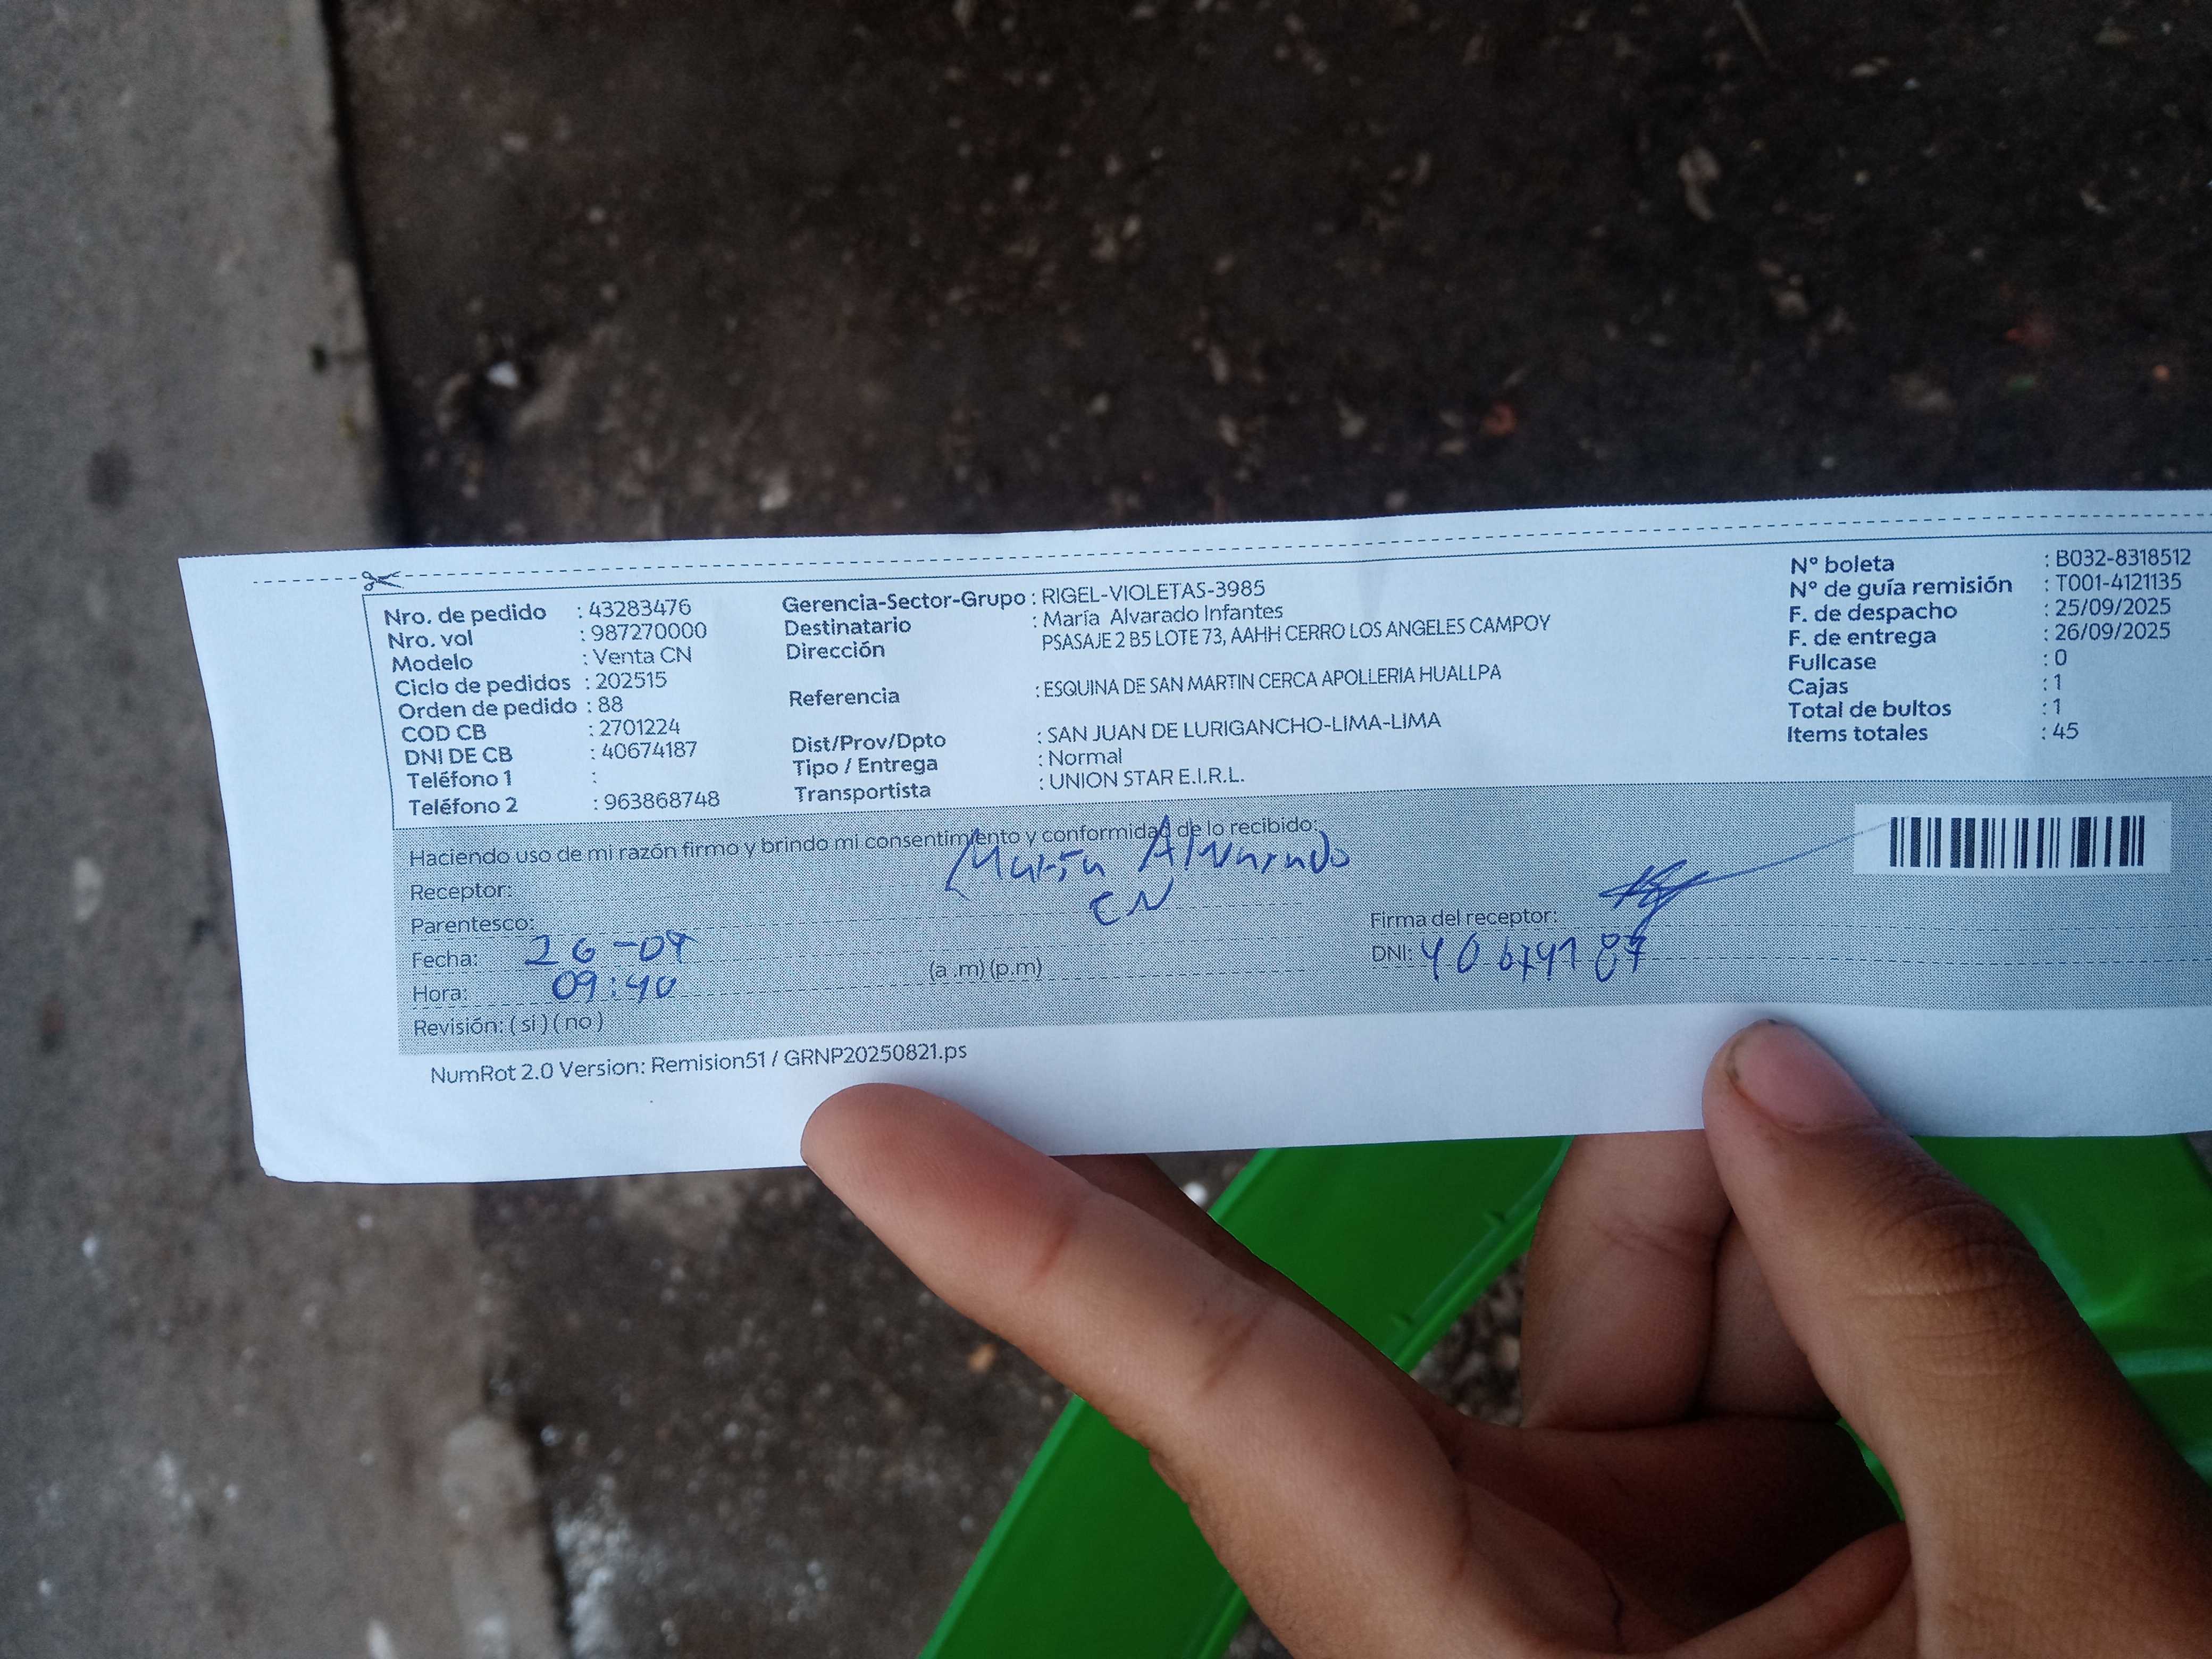 Nro. de pedido : 43283476
Nro. vol : 987270000
Modelo : Venta CN
Ciclo de pedidos : 202515
Orden de pedido : 88
COD CB : 2701224
DNI DE CB : 40674187
Teléfono 1 :
Teléfono 2 : 963868748
Gerencia-Sector-Grupo : RIGEL-VIOLETAS-3985
Destinatario : María Alvarado Infantes
Dirección PSASAJE 2 B5 LOTE 73, AAHH CERRO LOS ANGELES CAMPOY
Referencia : ESQUINA DE SAN MARTIN CERCA APOLLERIA HUALLPA
Dist/Prov/Dpto : SAN JUAN DE LURIGANCHO-LIMA-LIMA
Tipo / Entrega : Normal
Transportista : UNION STAR E.I.R.L.
N° boleta : B032-8318512
N° de guía remisión : T001-4121135
F. de despacho : 25/09/2025
F. de entrega : 26/09/2025
Fullcase : 0
Cajas : 1
Total de bultos : 1
Items totales : 45
Haciendo uso de mi razón firmo y brindo mi consentimiento y conformidad de lo recibido:
Receptor: María Alvarado
Parentesco: CN
Fecha: 26-09
Hora: 09:40 (a .m) (p.m)
Revisión: ( si ) ( no )
Firma del receptor:
DNI: 40674187
NumRot 2.0 Version: Remision51 / GRNP20250821.ps